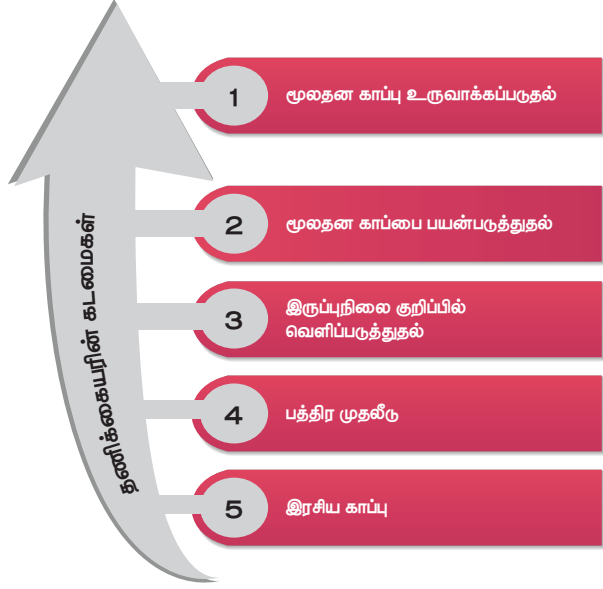 தணிக்கையரின் கடமைகள்
1
மூலதன காப்பு உருவாக்கப்படுதல்
2
மூலதன காப்பை பயன்படுத்துதல்
3
இருப்புநிலை குறிப்பில்
வெளிப்படுத்துதல்
4
பத்திர முதலீடு
5
இரசிய காப்பு